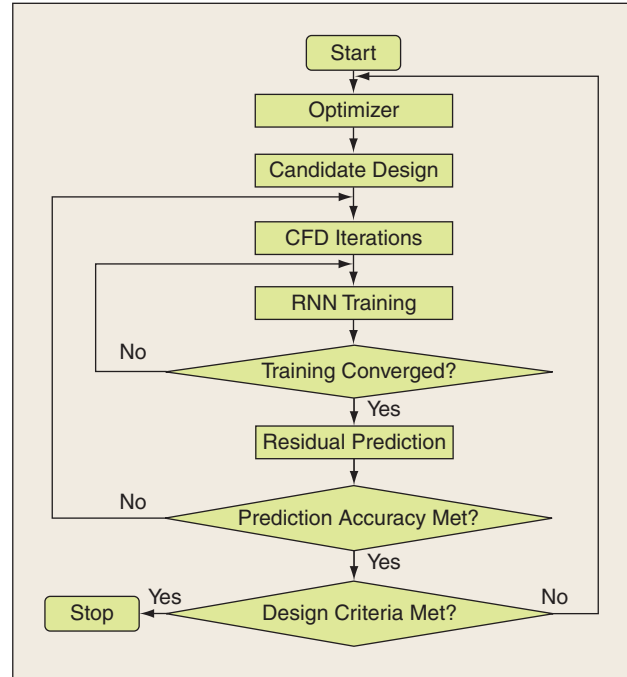 Start
Optimizer
Candidate Design
CFD Iterations
RNN Training
No
Training Converged?
Yes
Residual Prediction
No
Prediction Accuracy Met?
Yes
Stop
Yes
Design Criteria Met?
No